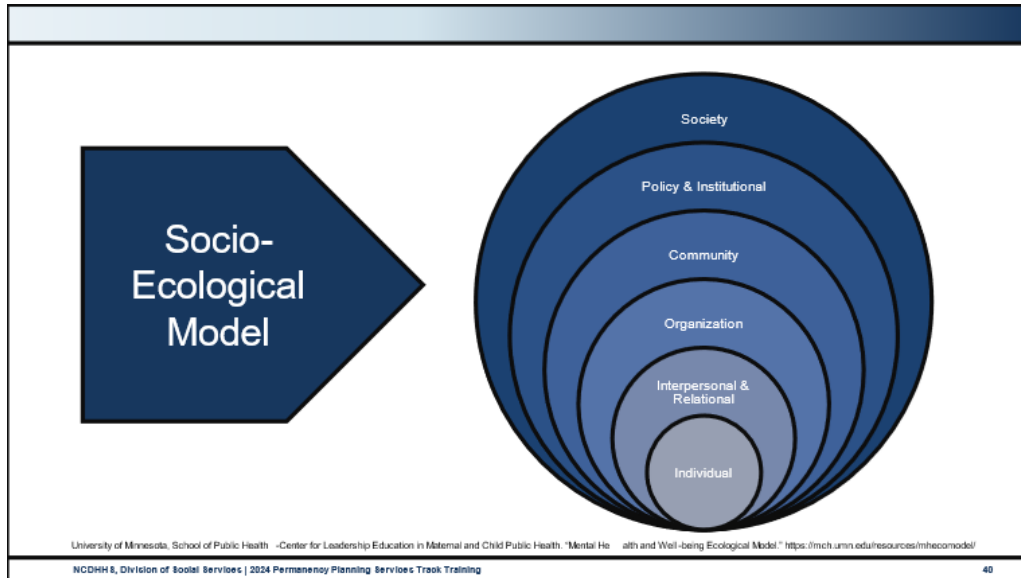 Socio-
Ecological
Model
Society
Policy & Institutional
Community
Organization
Interpersonal &
Relational
Individual
University of Minnesota, School of Public Health -Center for Leadership Education in Maternal and Child Public Health. "Mental He alth and Well-being Ecological Model." https://mch.umn.edu/resources/mhecomodel/
NCDHHS, Division of Social Services | 2024 Permanency Planning Services Track Training
40